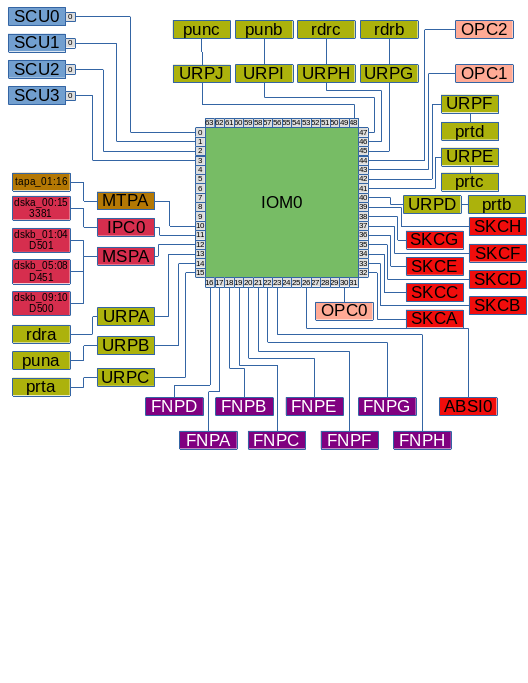 SCU0 0
SCU1 0
SCU2 0
SCU3 0
punc punb rdrc rdrb OPC2
URPJ URPI URPH URPG OPC1
URPF
prtd
URPE
prtc
URPD prtb
63 62 61 60 59 58 57 56 55 54 53 52 51 50 49 48
0 47
1 46
2 45
3 44
4 43
5 42
6 41
7 40
8 39
9 38
10 37
11 36
12 35
13 34
14 33
15 32
IOM0
16 17 18 19 20 21 22 23 24 25 26 27 28 29 30 31
tapa_01:16
MTPA
dska_00:15
3381
IPC0
dskb_01:04
D501
MSPA
dskb_05:08
D451
dskb_09:10
D500
rdra
URPA
puna
URPB
prta
URPC
SKCH
SKCG
SKCF
SKCE
SKCD
SKCC
SKCB
SKCA
OPC0
FNPD FNPB FNPE FNPG ABSI0
FNPA FNPC FNPF FNPH